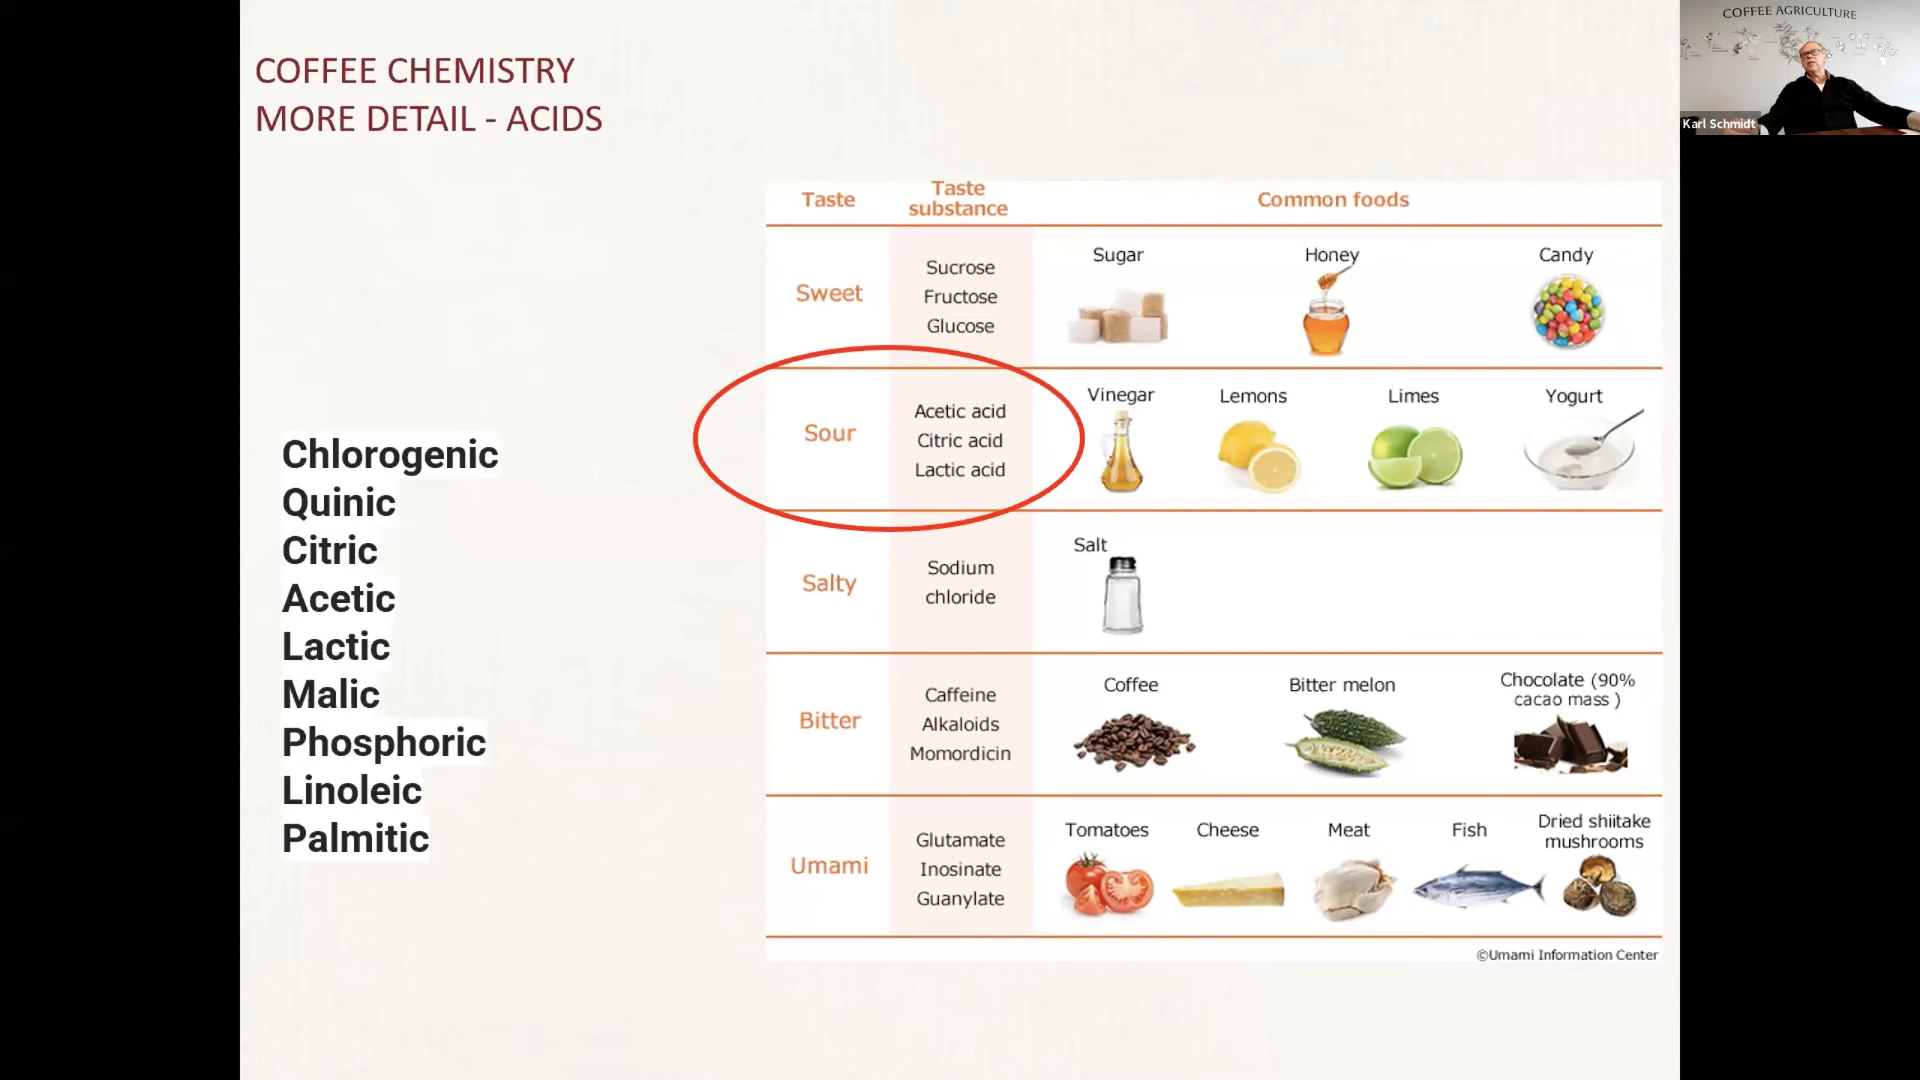 COFFEE CHEMISTRY
MORE DETAIL - ACIDS
COFFEE AGRICULTURE
Karl Schmidt
Chlorogenic
Quinic
Citric
Acetic
Lactic
Malic
Phosphoric
Linoleic
Palmitic
Taste
Taste
substance
Common foods
Sweet
Sucrose
Fructose
Glucose
Sugar
Honey
Candy
Sour
Acetic acid
Citric acid
Lactic acid
Vinegar
Lemons
Limes
Yogurt
Salty
Sodium
chloride
Salt
Bitter
Caffeine
Alkaloids
Momordicin
Coffee
Bitter melon
Chocolate (90%
cacao mass )
Umami
Glutamate
Inosinate
Guanylate
Tomatoes
Cheese
Meat
Fish
Dried shiitake
mushrooms
©Umami Information Center